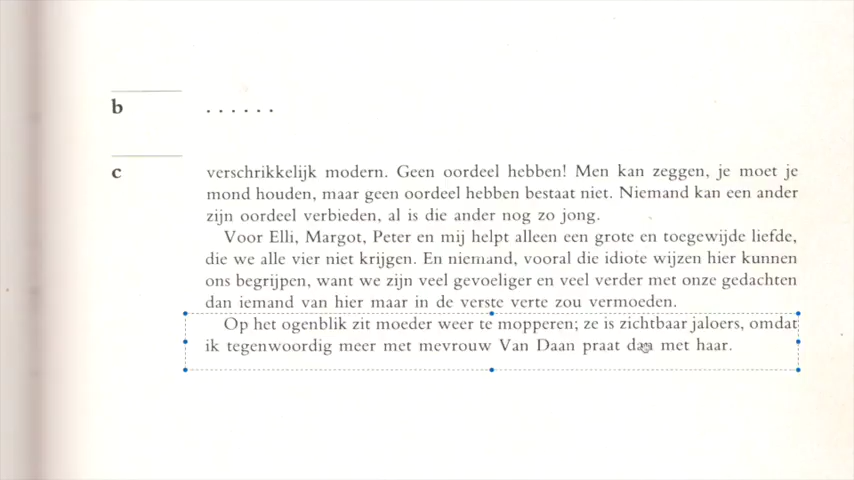 b
. . . . . .
c
verschrikkelijk modern. Geen oordeel hebben! Men kan zeggen, je moet je
mond houden, maar geen oordeel hebben bestaat niet. Niemand kan een ander
zijn oordeel verbieden, al is die ander nog zo jong.
Voor Elli, Margot, Peter en mij helpt alleen een grote en toegewijde liefde,
die we alle vier niet krijgen. En niemand, vooral die idiote wijzen hier kunnen
ons begrijpen, want we zijn veel gevoeliger en veel verder met onze gedachten
dan iemand van hier maar in de verste verte zou vermoeden.
Op het ogenblik zit moeder weer te mopperen; ze is zichtbaar jaloers, omdat
ik tegenwoordig meer met mevrouw Van Daan praat dan met haar.